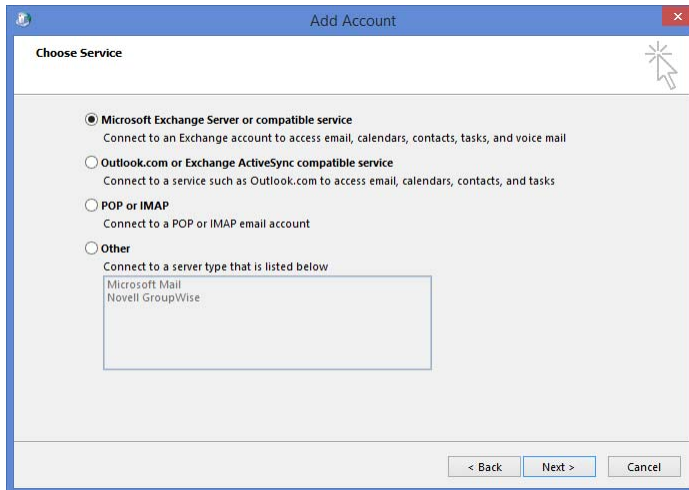 Add Account
Choose Service
Microsoft Exchange Server or compatible service
Connect to an Exchange account to access email, calendars, contacts, tasks, and voice mail
Outlook.com or Exchange ActiveSync compatible service
Connect to a service such as Outlook.com to access email, calendars, contacts, and tasks
POP or IMAP
Connect to a POP or IMAP email account
Other
Connect to a server type that is listed below
Microsoft Mail
Novell GroupWise
< Back Next > Cancel